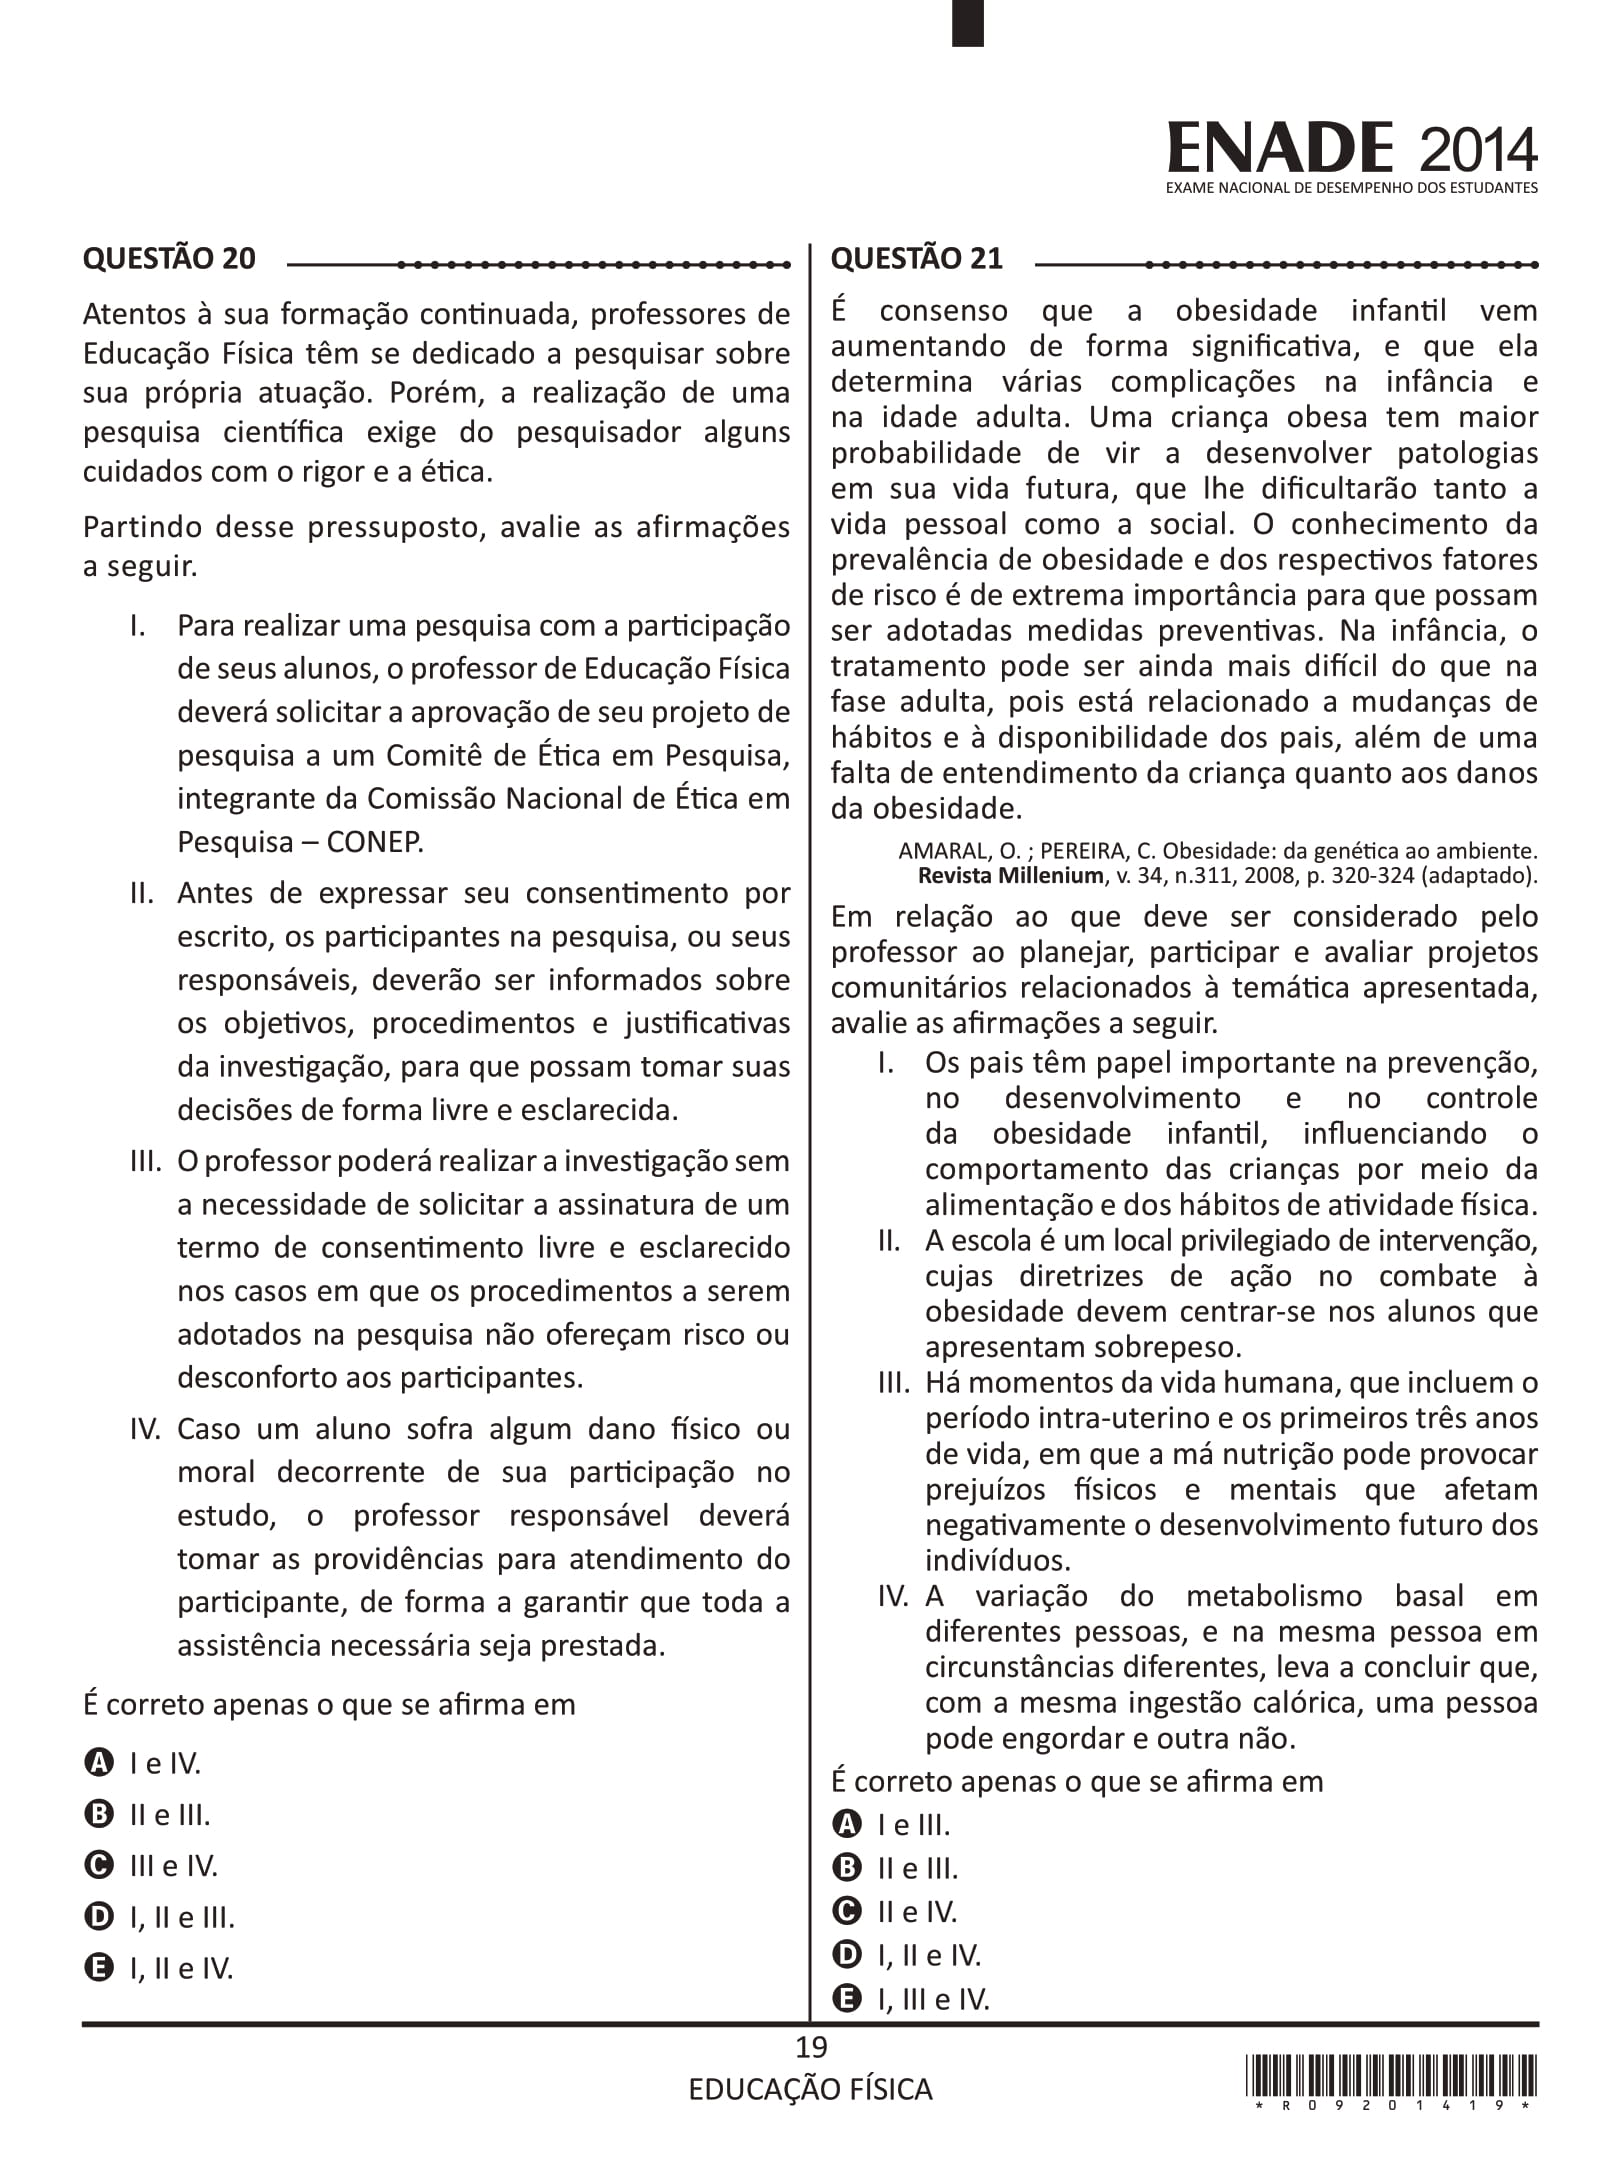 ENADE 2014
EXAME NACIONAL DE DESEMPENHO DOS ESTUDANTES
QUESTÃO 20
Atentos à sua formação continuada, professores de
Educação Física têm se dedicado a pesquisar sobre
sua própria atuação. Porém, a realização de uma
pesquisa científica exige do pesquisador alguns
cuidados com o rigor e a ética.
Partindo desse pressuposto, avalie as afirmações
a seguir.
I. Para realizar uma pesquisa com a participação
de seus alunos, o professor de Educação Física
deverá solicitar a aprovação de seu projeto de
pesquisa a um Comitê de Ética em Pesquisa,
integrante da Comissão Nacional de Ética em
Pesquisa – CONEP.
II. Antes de expressar seu consentimento por
escrito, os participantes na pesquisa, ou seus
responsáveis, deverão ser informados sobre
os objetivos, procedimentos e justificativas
da investigação, para que possam tomar suas
decisões de forma livre e esclarecida.
III. O professor poderá realizar a investigação sem
a necessidade de solicitar a assinatura de um
termo de consentimento livre e esclarecido
nos casos em que os procedimentos a serem
adotados na pesquisa não ofereçam risco ou
desconforto aos participantes.
IV. Caso um aluno sofra algum dano físico ou
moral decorrente de sua participação no
estudo, o professor responsável deverá
tomar as providências para atendimento do
participante, de forma a garantir que toda a
assistência necessária seja prestada.
É correto apenas o que se afirma em
A I e IV.
B II e III.
C III e IV.
D I, II e III.
E I, II e IV.
QUESTÃO 21
É consenso que a obesidade infantil vem
aumentando de forma significativa, e que ela
determina várias complicações na infância e
na idade adulta. Uma criança obesa tem maior
probabilidade de vir a desenvolver patologias
em sua vida futura, que lhe dificultarão tanto a
vida pessoal como a social. O conhecimento da
prevalência de obesidade e dos respectivos fatores
de risco é de extrema importância para que possam
ser adotadas medidas preventivas. Na infância, o
tratamento pode ser ainda mais difícil do que na
fase adulta, pois está relacionado a mudanças de
hábitos e à disponibilidade dos pais, além de uma
falta de entendimento da criança quanto aos danos
da obesidade.
AMARAL, O. ; PEREIRA, C. Obesidade: da genética ao ambiente.
Revista Millenium, v. 34, n.311, 2008, p. 320-324 (adaptado).
Em relação ao que deve ser considerado pelo
professor ao planejar, participar e avaliar projetos
comunitários relacionados à temática apresentada,
avalie as afirmações a seguir.
I. Os pais têm papel importante na prevenção,
no desenvolvimento e no controle
da obesidade infantil, influenciando o
comportamento das crianças por meio da
alimentação e dos hábitos de atividade física.
II. A escola é um local privilegiado de intervenção,
cujas diretrizes de ação no combate à
obesidade devem centrar-se nos alunos que
apresentam sobrepeso.
III. Há momentos da vida humana, que incluem o
período intra-uterino e os primeiros três anos
de vida, em que a má nutrição pode provocar
prejuízos físicos e mentais que afetam
negativamente o desenvolvimento futuro dos
indivíduos.
IV. A variação do metabolismo basal em
diferentes pessoas, e na mesma pessoa em
circunstâncias diferentes, leva a concluir que,
com a mesma ingestão calórica, uma pessoa
pode engordar e outra não.
É correto apenas o que se afirma em
A I e III.
B II e III.
C II e IV.
D I, II e IV.
E I, III e IV.
19
EDUCAÇÃO FÍSICA
* R 0 9 2 0 1 4 1 9 *